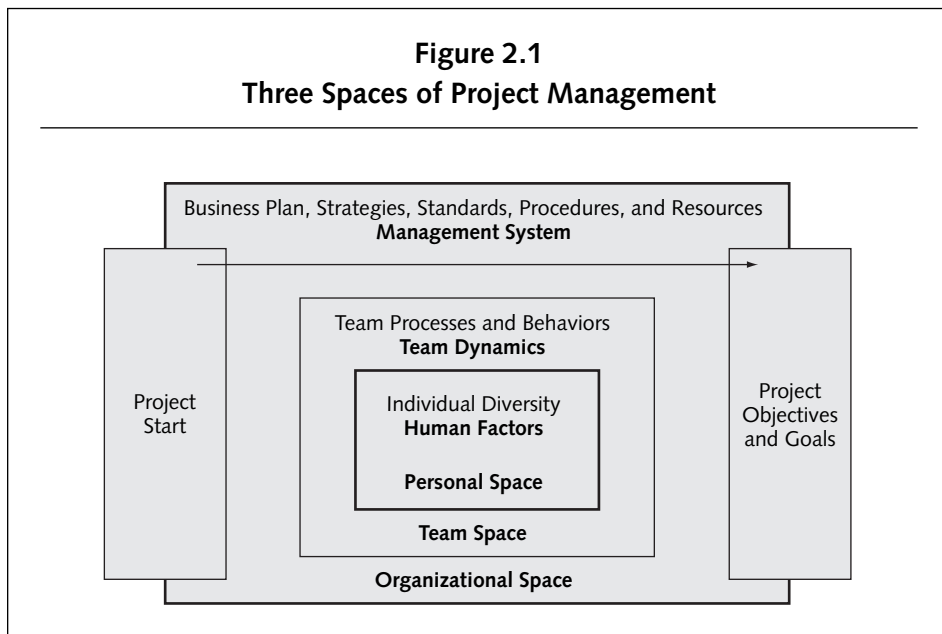 Figure 2.1
Three Spaces of Project Management
Business Plan, Strategies, Standards, Procedures, and Resources
Management System
Team Processes and Behaviors
Team Dynamics
Project
Start
Individual Diversity
Human Factors
Project
Objectives
and Goals
Personal Space
Team Space
Organizational Space